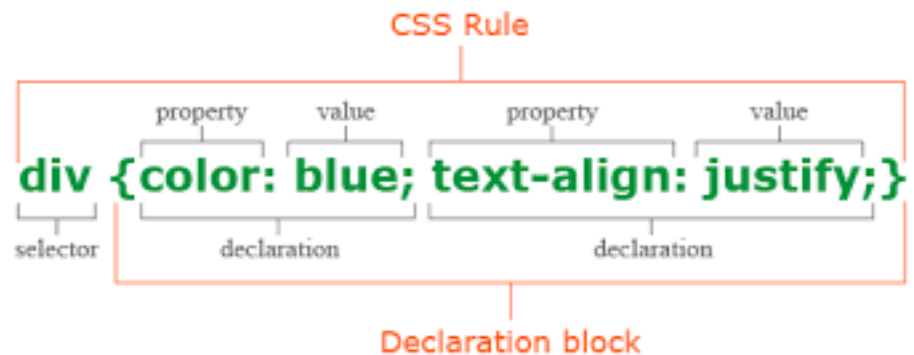 CSS Rule
property value property value
div {color: blue; text-align: justify;}
selector declaration declaration
Declaration block